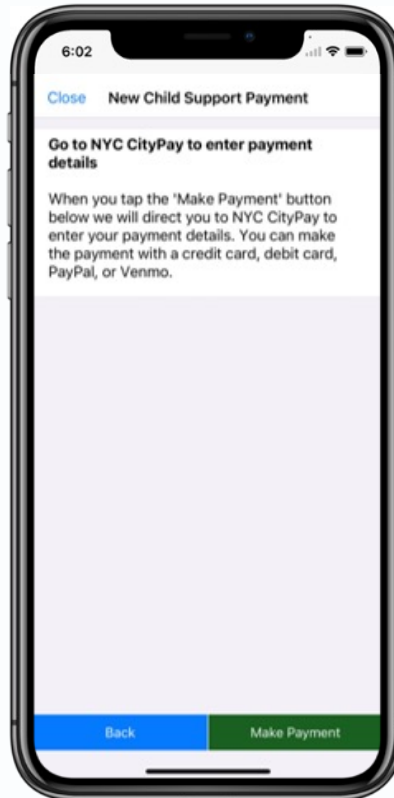 6:02
Close New Child Support Payment
Go to NYC CityPay to enter payment
details
When you tap the 'Make Payment' button
below we will direct you to NYC CityPay to
enter your payment details. You can make
the payment with a credit card, debit card,
PayPal, or Venmo.
Back Make Payment